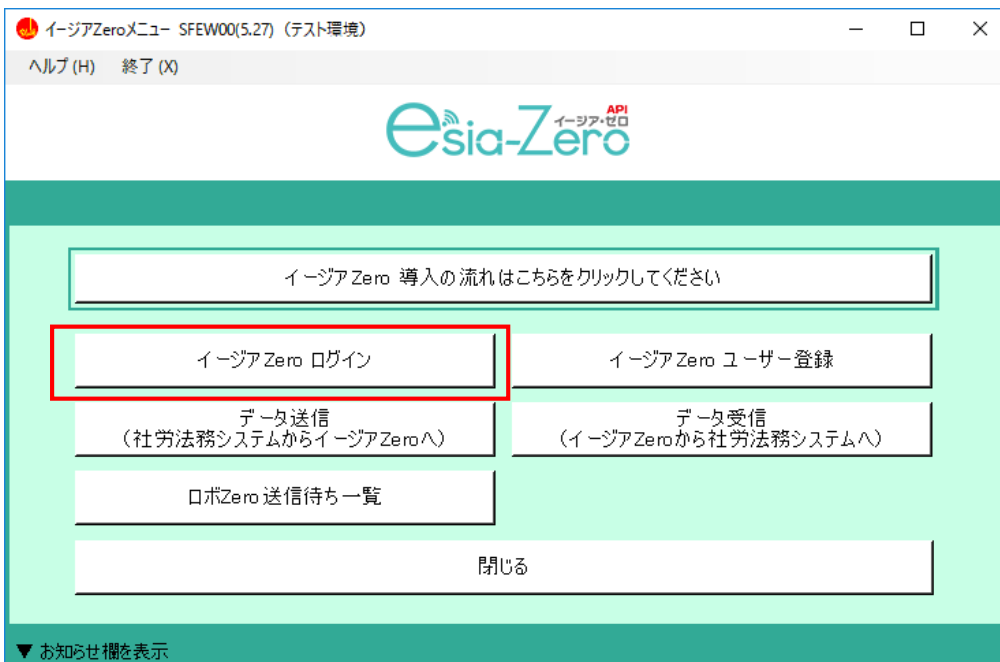 イージアZeroメニュー SFEW00(5.27)（テスト環境）
ヘルプ(H) 終了(X)
API
イージア・ゼロ
esia-Zero
イージアZero 導入の流れはこちらをクリックしてください
イージアZero ログイン
イージアZero ユーザー登録
データ送信
（社労法務システムからイージアZeroへ）
データ受信
（イージアZeroから社労法務システムへ）
ロボZero送信待ち一覧
閉じる
▼ お知らせ欄を表示